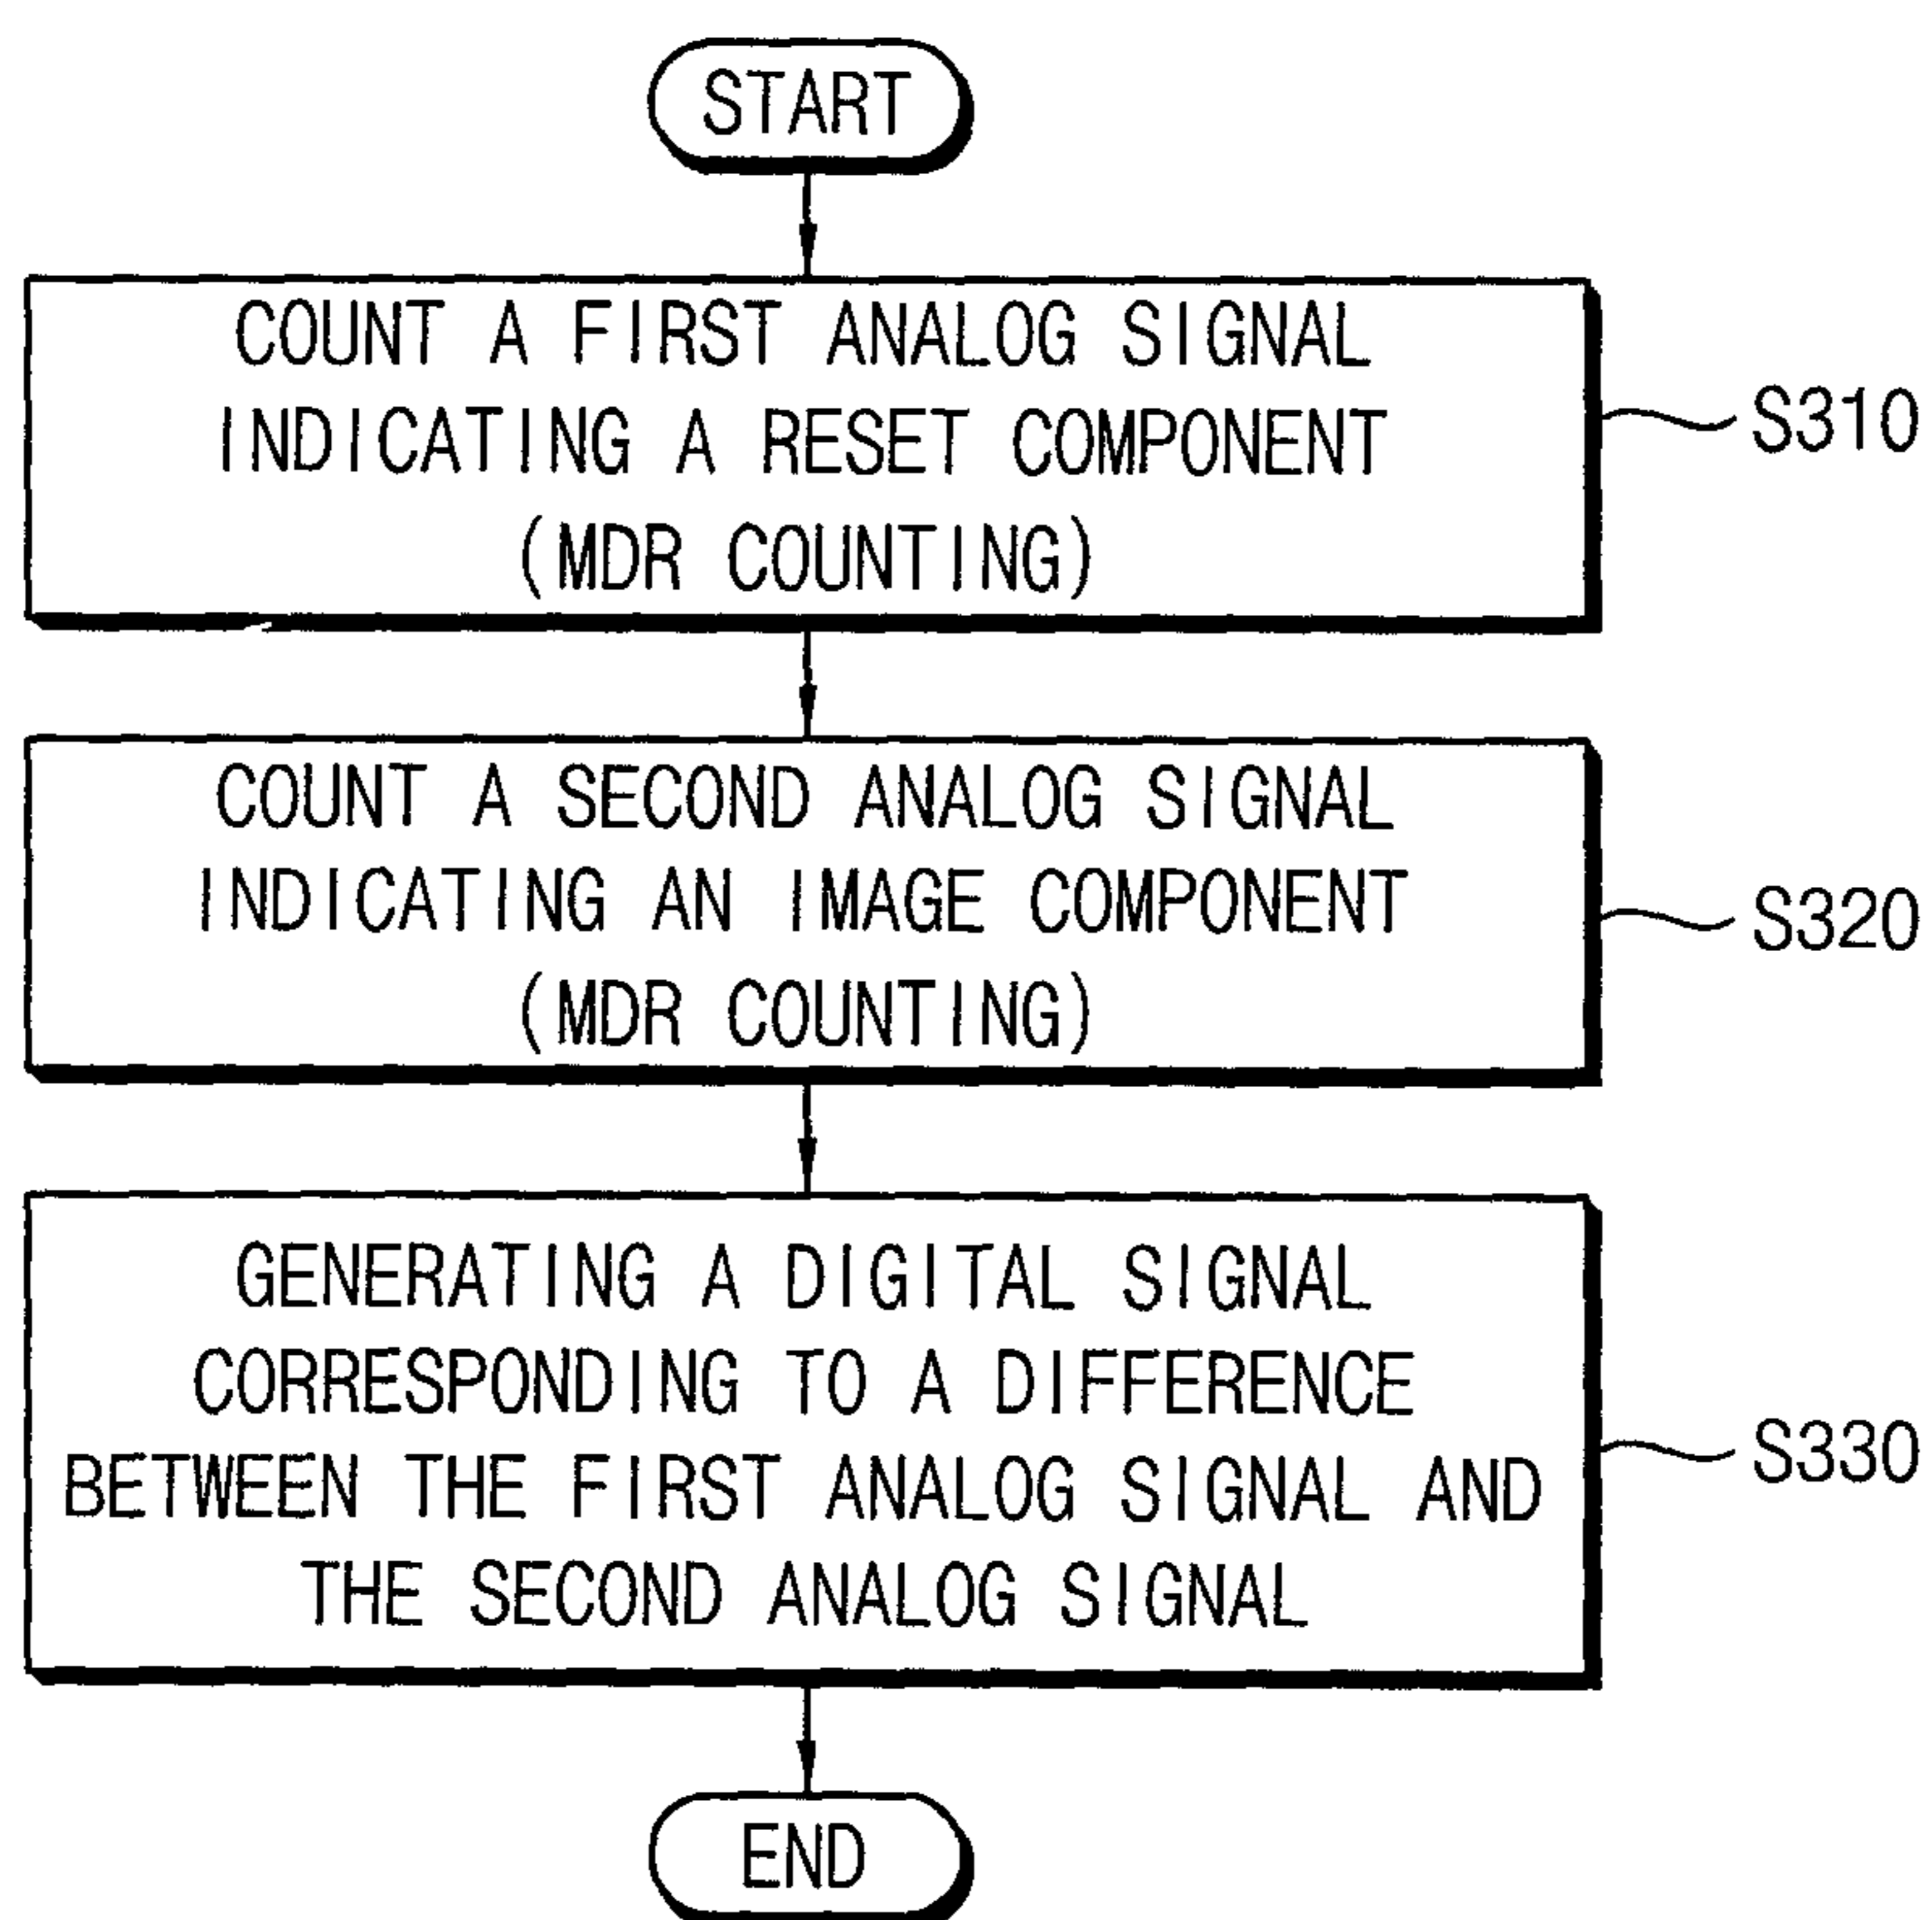 START
COUNT A FIRST ANALOG SIGNAL
INDICATING A RESET COMPONENT
(MDR COUNTING)
S310
COUNT A SECOND ANALOG SIGNAL
INDICATING AN IMAGE COMPONENT
(MDR COUNTING)
S320
GENERATING A DIGITAL SIGNAL
CORRESPONDING TO A DIFFERENCE
BETWEEN THE FIRST ANALOG SIGNAL AND
THE SECOND ANALOG SIGNAL
S330
END